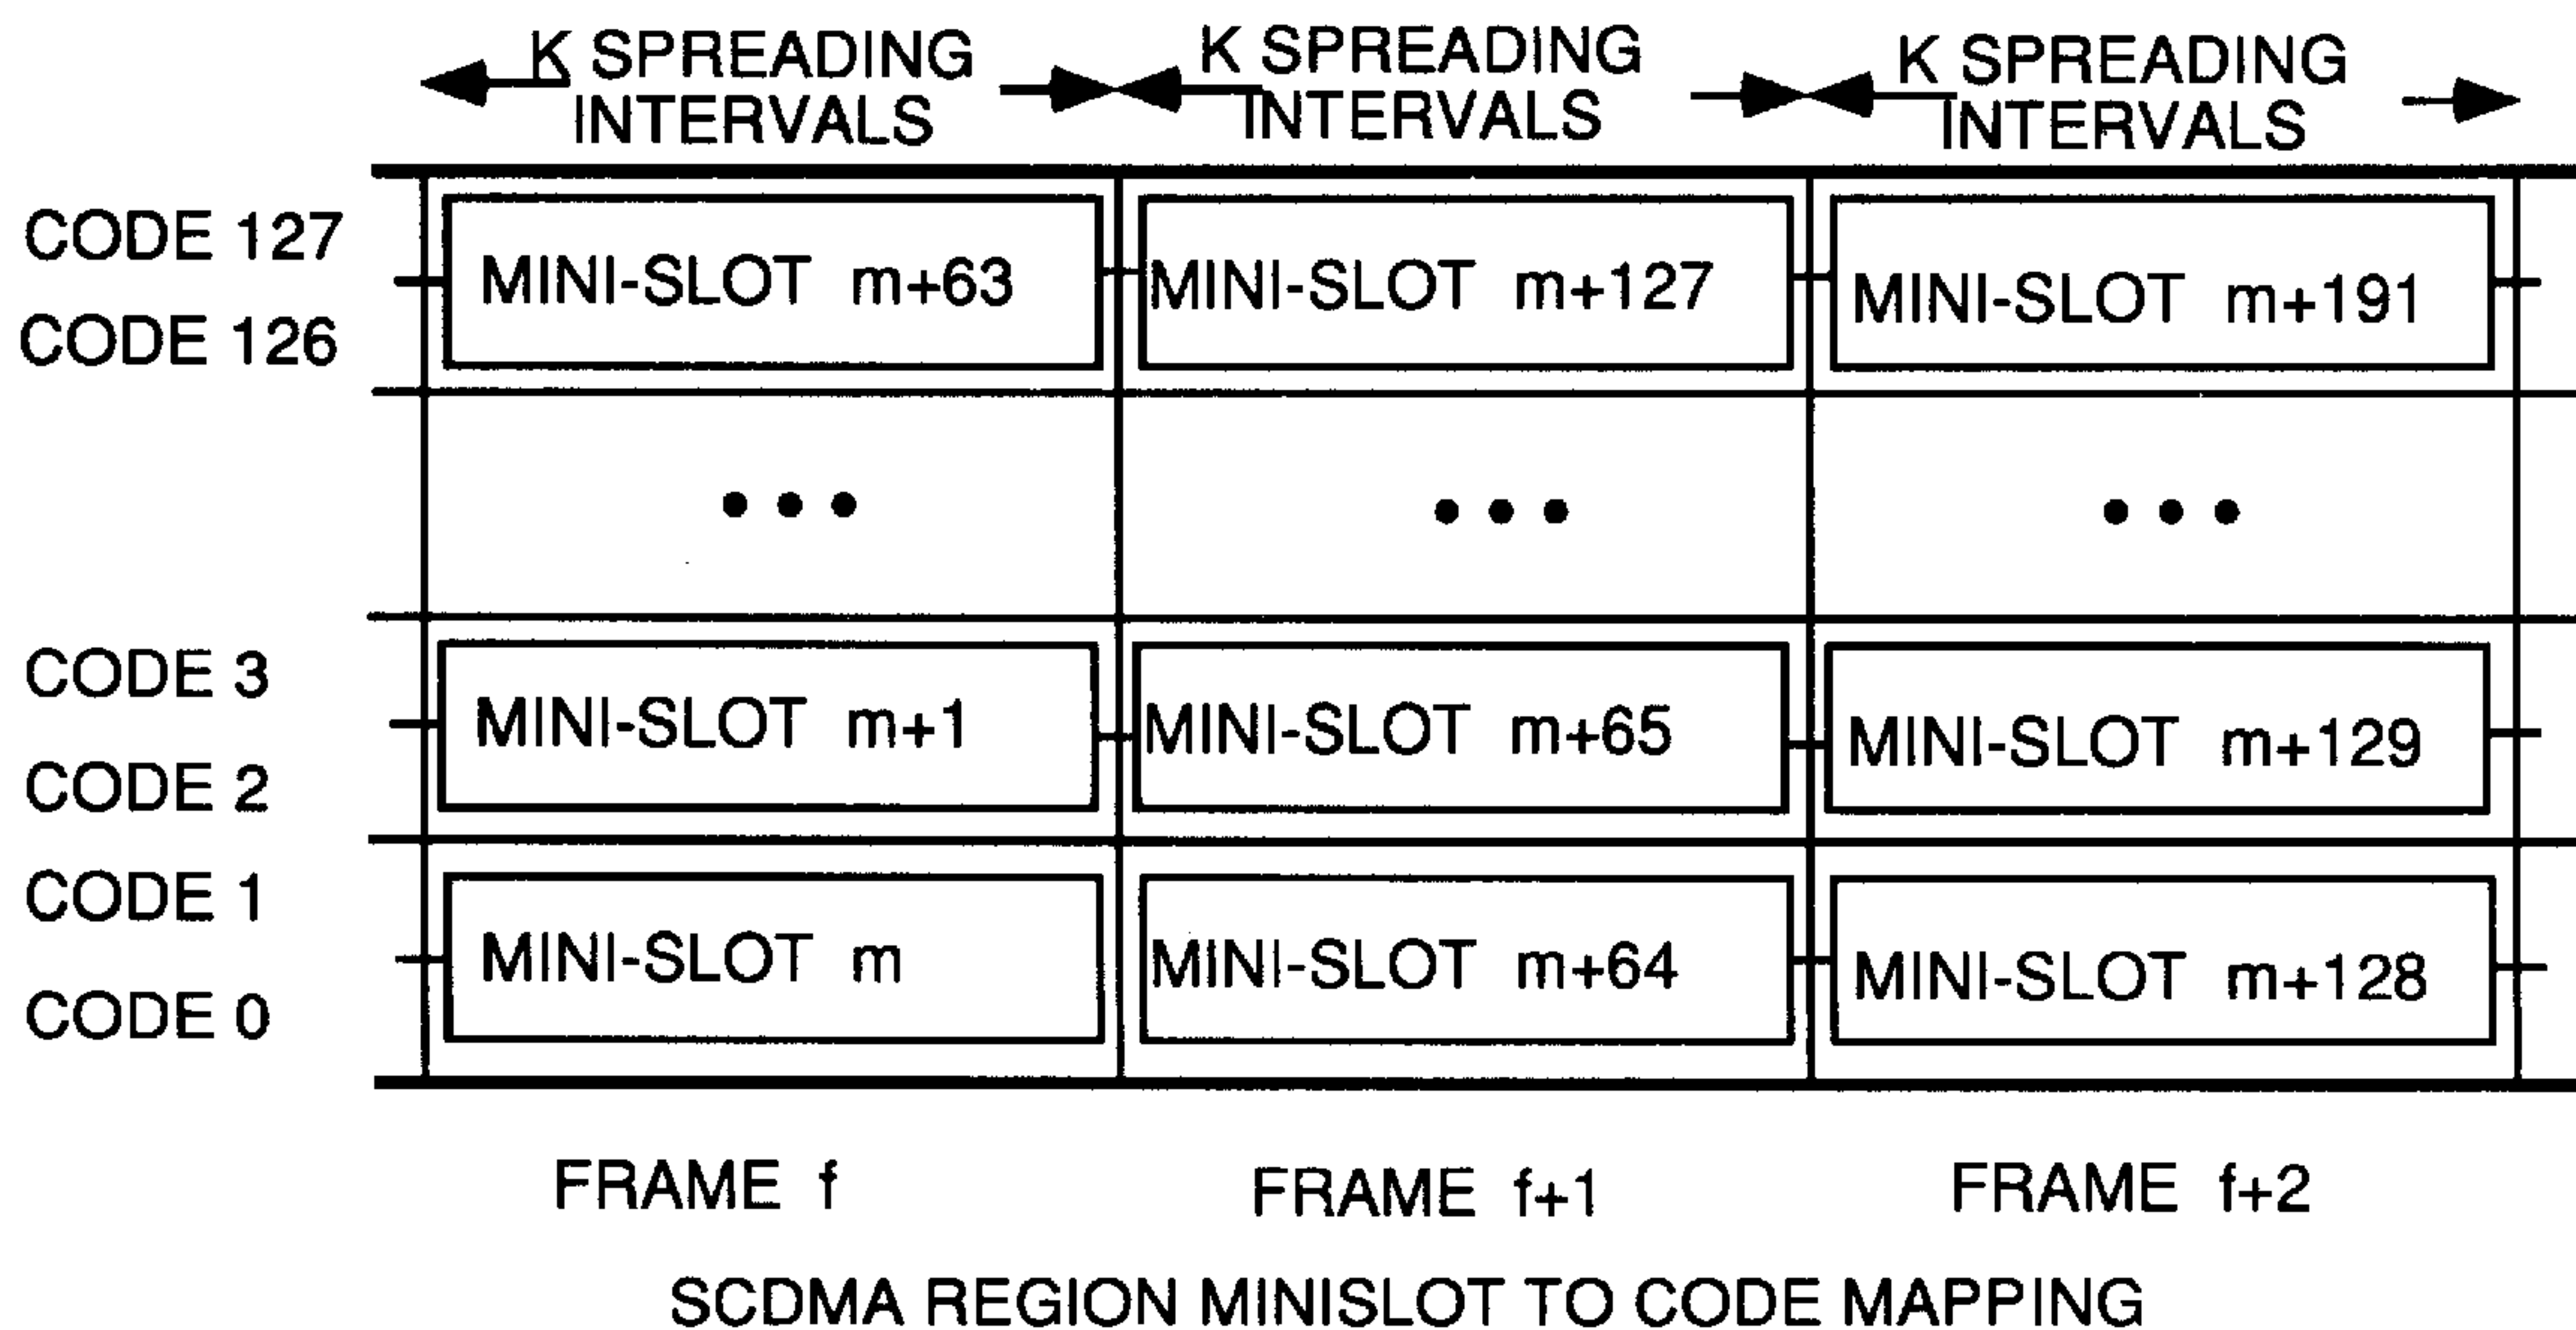 K SPREADING INTERVALS
K SPREADING INTERVALS
K SPREADING INTERVALS
CODE 127
CODE 126
MINI-SLOT m+63
MINI-SLOT m+127
MINI-SLOT m+191
• • •
• • •
• • •
CODE 3
CODE 2
MINI-SLOT m+1
MINI-SLOT m+65
MINI-SLOT m+129
CODE 1
CODE 0
MINI-SLOT m
MINI-SLOT m+64
MINI-SLOT m+128
FRAME f
FRAME f+1
FRAME f+2
SCDMA REGION MINISLOT TO CODE MAPPING